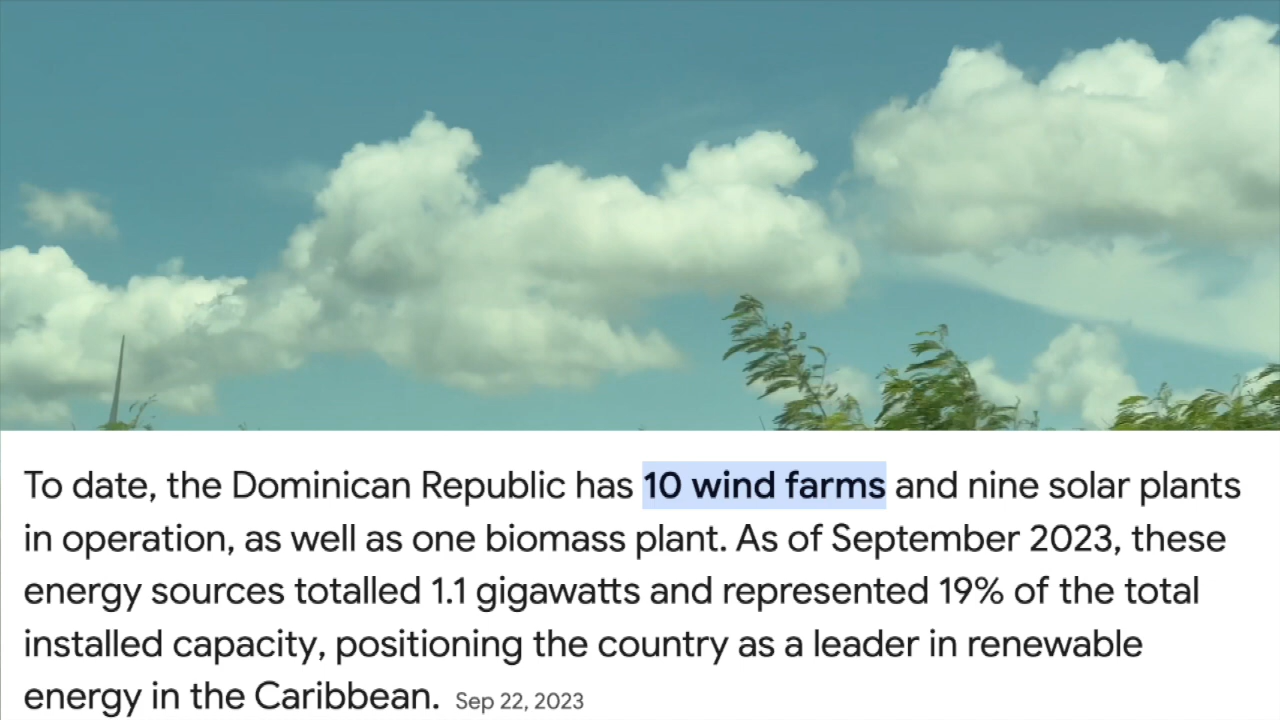 To date, the Dominican Republic has 10 wind farms and nine solar plants
in operation, as well as one biomass plant. As of September 2023, these
energy sources totalled 1.1 gigawatts and represented 19% of the total
installed capacity, positioning the country as a leader in renewable
energy in the Caribbean. Sep 22, 2023